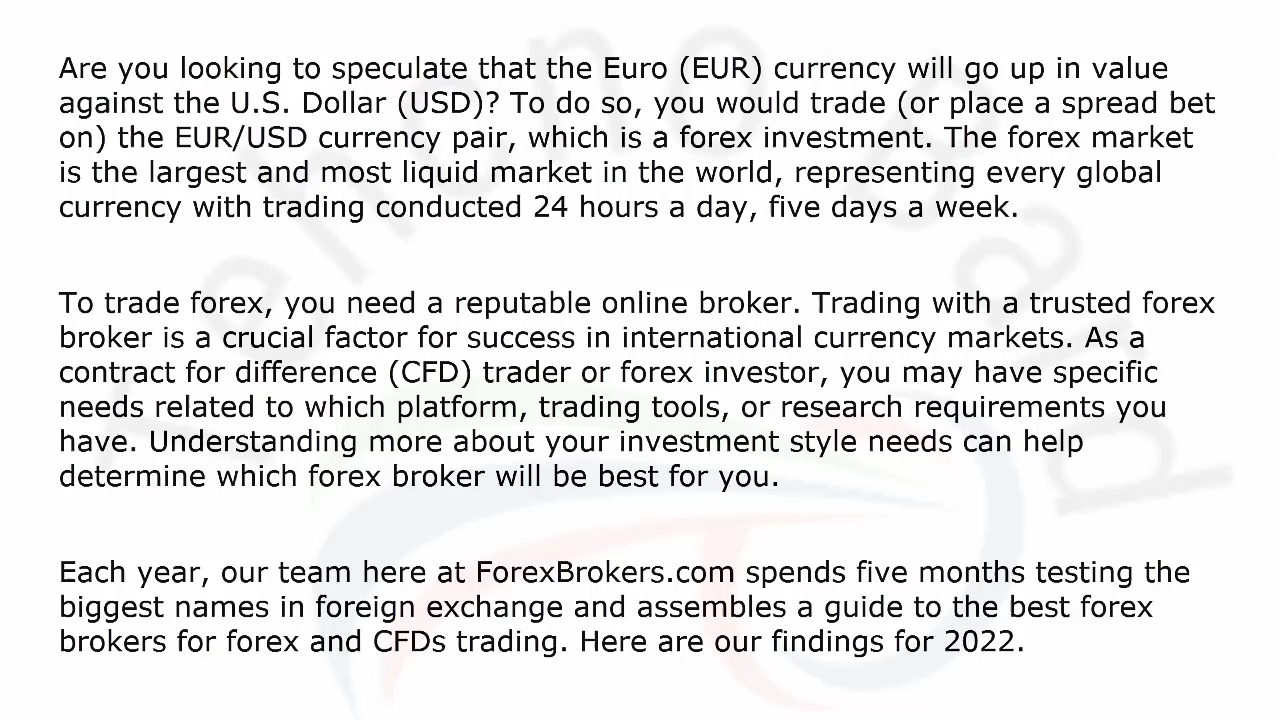 Are you looking to speculate that the Euro (EUR) currency will go up in value
against the U.S. Dollar (USD)? To do so, you would trade (or place a spread bet
on) the EUR/USD currency pair, which is a forex investment. The forex market
is the largest and most liquid market in the world, representing every global
currency with trading conducted 24 hours a day, five days a week.
To trade forex, you need a reputable online broker. Trading with a trusted forex
broker is a crucial factor for success in international currency markets. As a
contract for difference (CFD) trader or forex investor, you may have specific
needs related to which platform, trading tools, or research requirements you
have. Understanding more about your investment style needs can help
determine which forex broker will be best for you.
Each year, our team here at ForexBrokers.com spends five months testing the
biggest names in foreign exchange and assembles a guide to the best forex
brokers for forex and CFDs trading. Here are our findings for 2022.